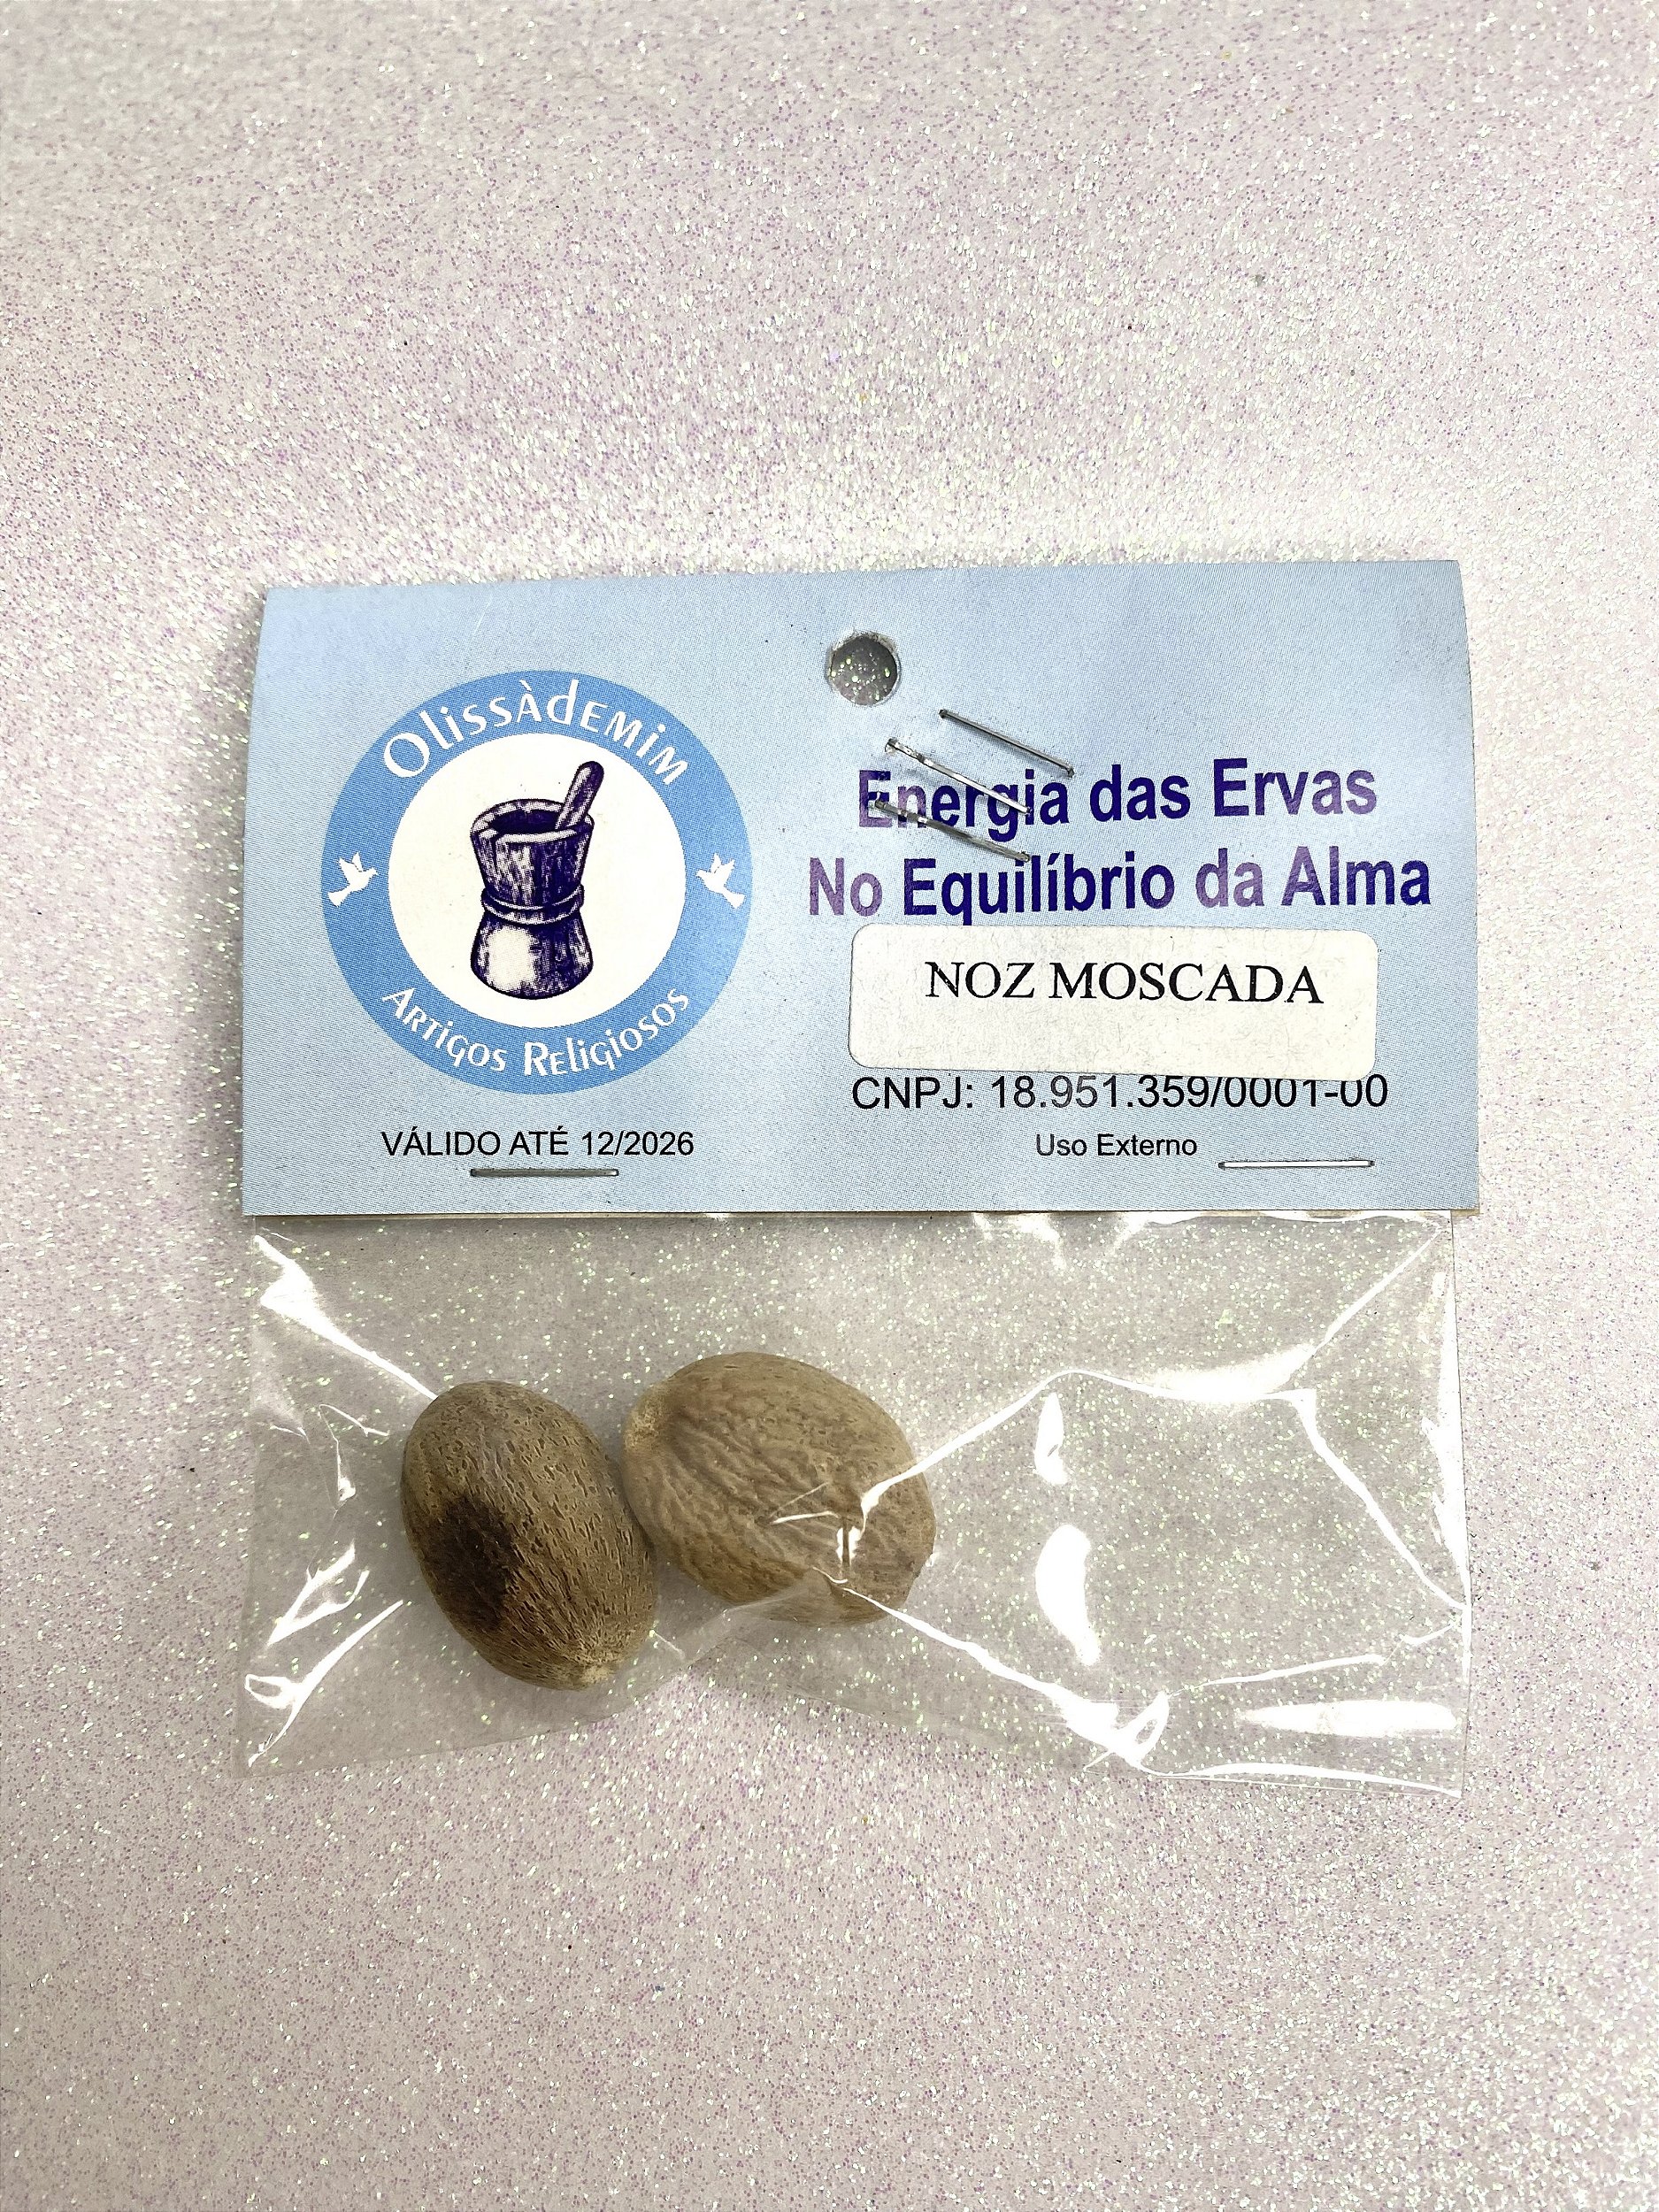 OlissÀdemim
Artigos Religiosos
VÁLIDO ATÉ 12/2026
Energia das Ervas
No Equilíbrio da Alma
NOZ MOSCADA
CNPJ: 18.951.359/0001-00
Uso Externo